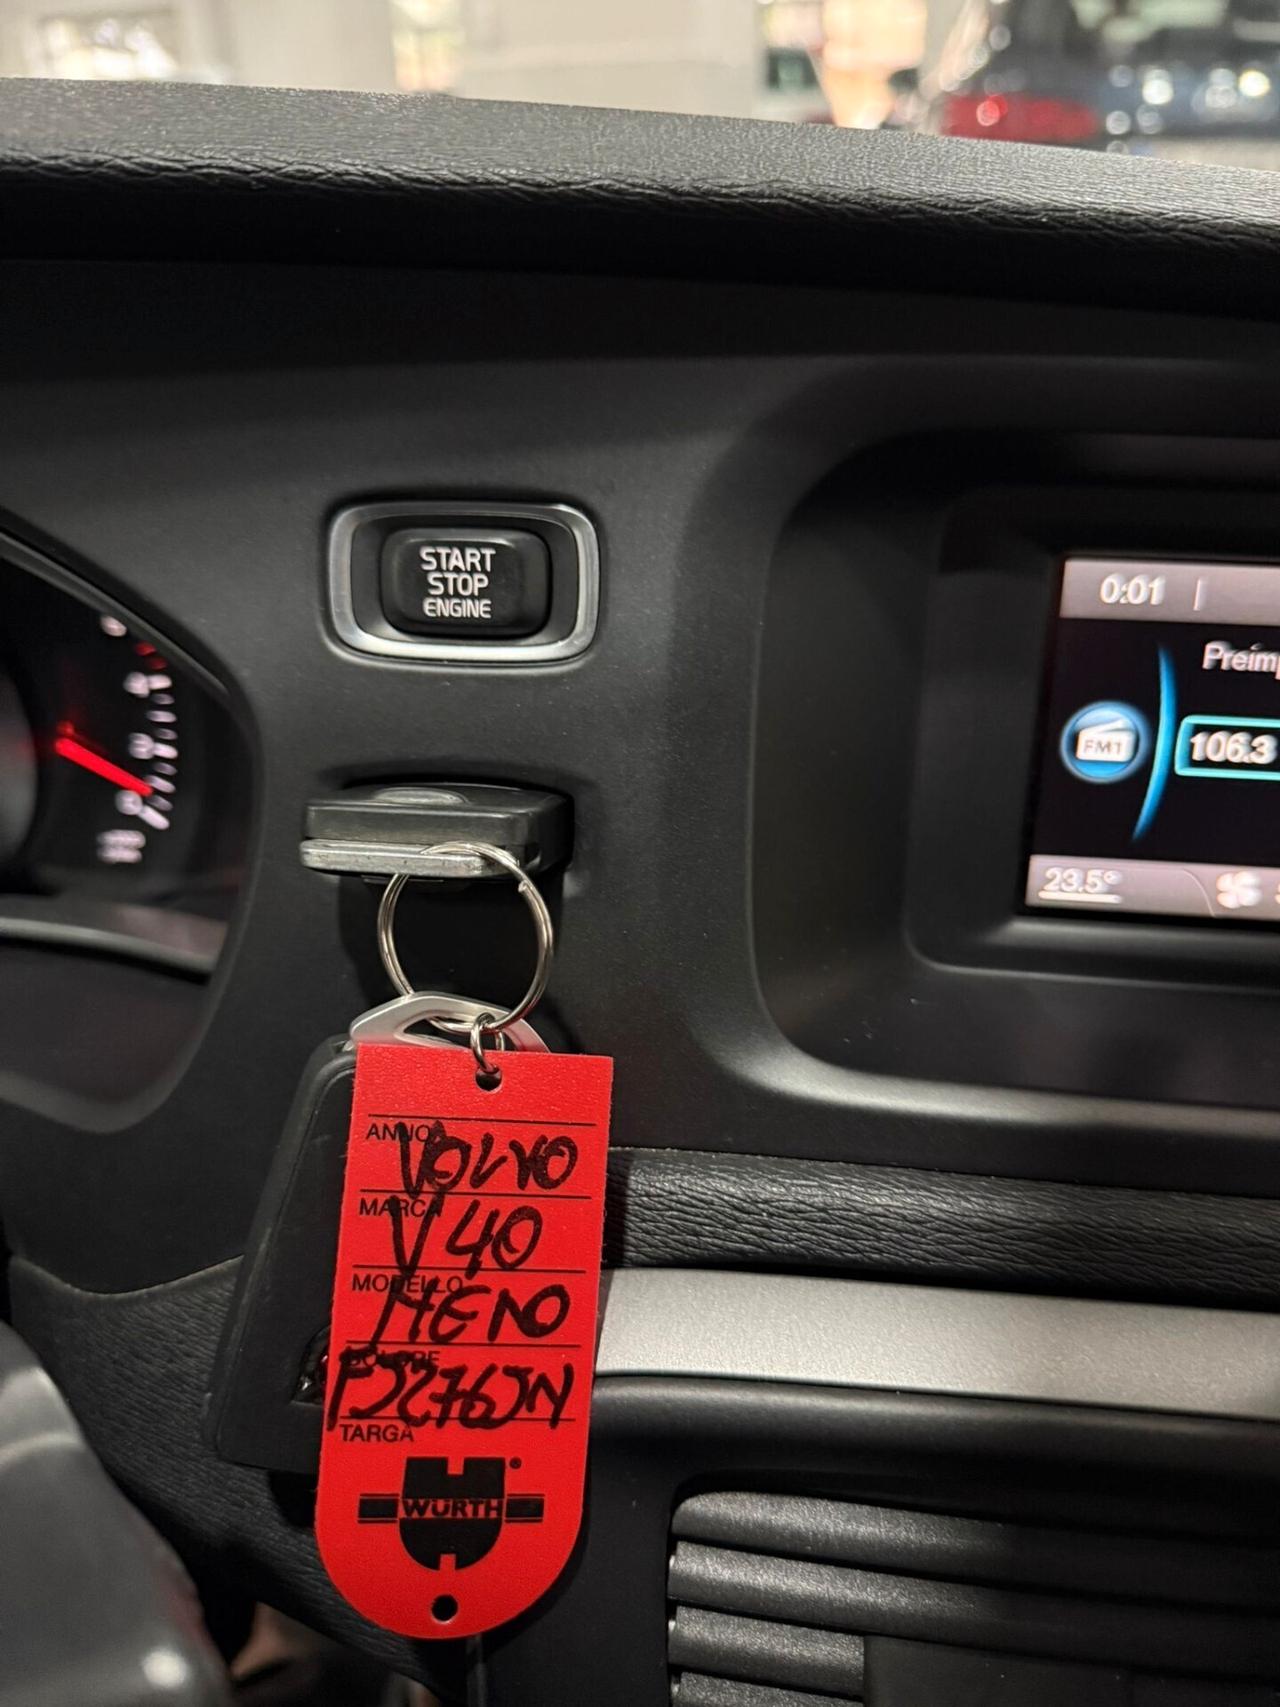 START
STOP
ENGINE
0:01
Preimp
FM1
106.3
23.5°
ANNO
VOLVO
MARCA
V40
MODELLO
NERO
COLORE
TARGA
WÜRTH